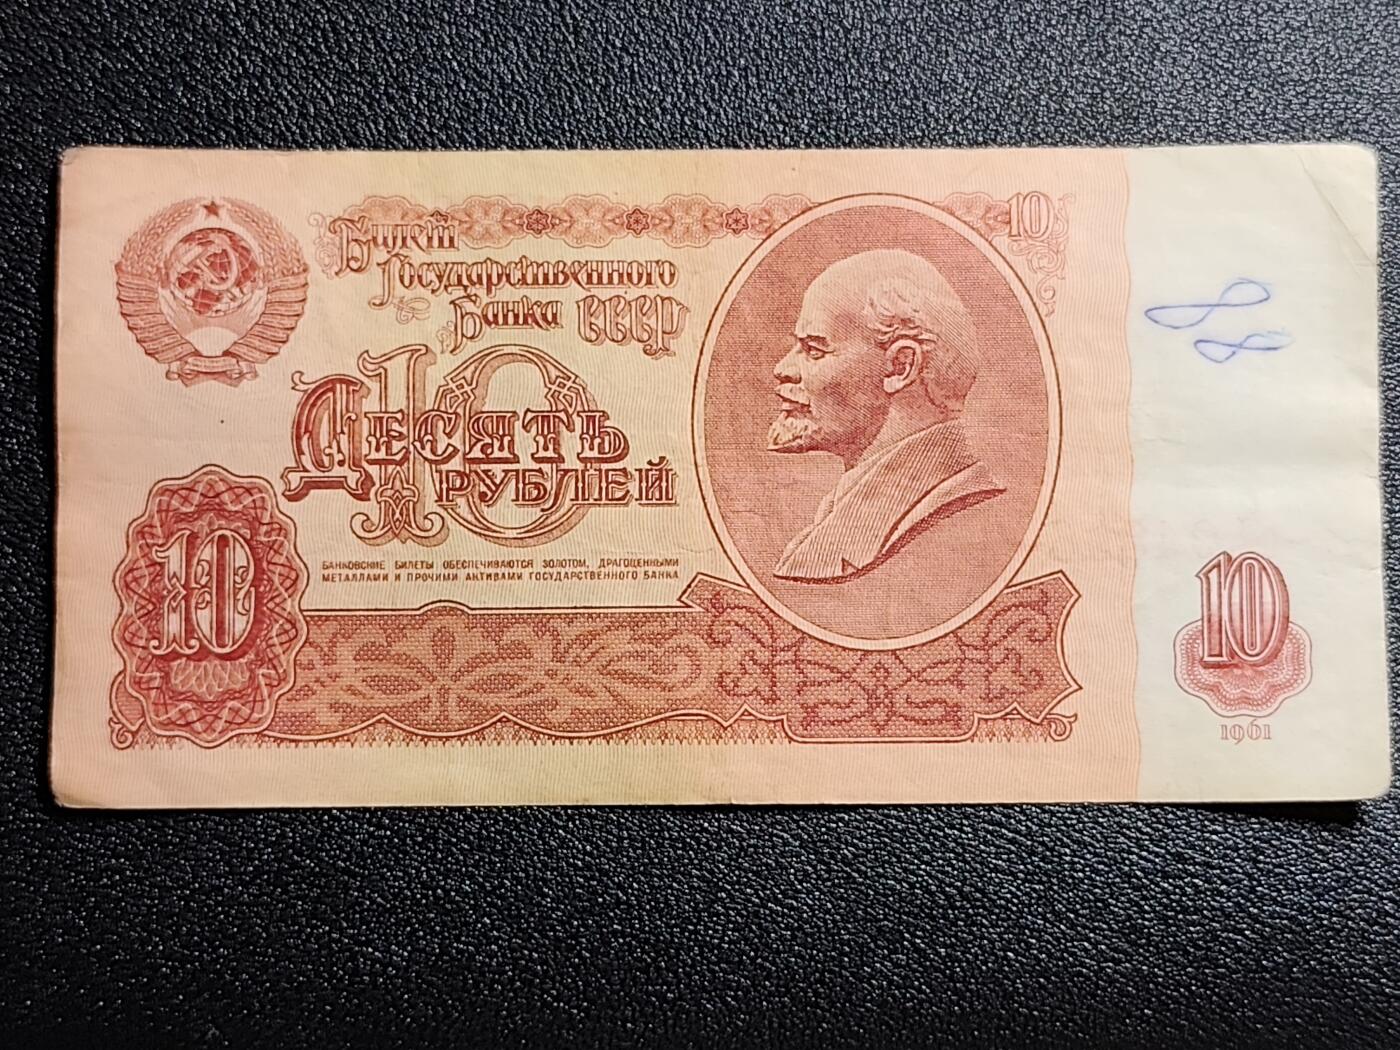 Билет
Государственного
Банка СССР
10
10
Десять
рублей
БАНКОВСКИЕ БИЛЕТЫ ОБЕСПЕЧИВАЮТСЯ ЗОЛОТОМ, ДРАГОЦЕННЫМИ
МЕТАЛЛАМИ И ПРОЧИМИ АКТИВАМИ ГОСУДАРСТВЕННОГО БАНКА
10
10
1961